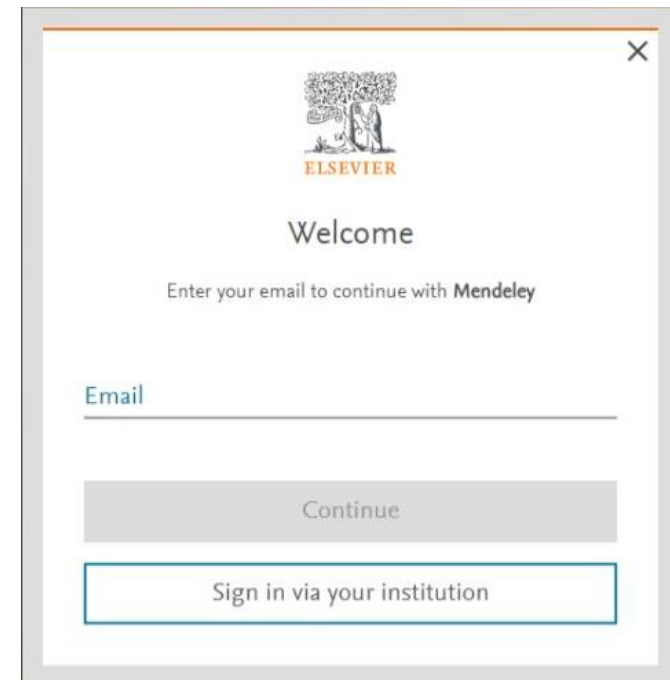 ELSEVIER
Welcome
Enter your email to continue with Mendeley
Email
Continue
Sign in via your institution